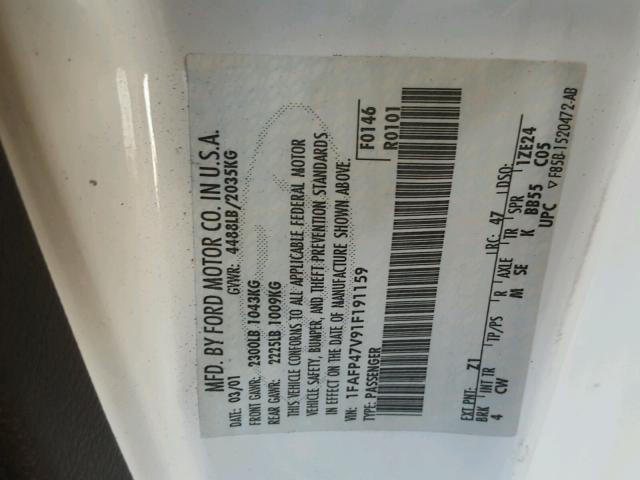 MFD. BY FORD MOTOR CO. IN U.S.A.
03/01 GVWR: 4488LB/2035KG
FRONT GAWR: 2300LB 1043KG
REAR GAWR: 2225LB 1009KG
THIS VEHICLE CONFORMS TO ALL APPLICABLE FEDERAL MOTOR
VEHICLE SAFETY, BUMPER, AND THEFT PREVENTION STANDARDS
IN EFFECT ON THE DATE OF MANUFACTURE SHOWN ABOVE.
VIN: 1FAFP47V91F191159
TYPE: PASSENGER
F0146
R0101
EXT PNT: Z1 RC: 47 DSO:
BRK INT TR TP/PS R AXLE TR SPR
4 CW M SE K BB55 1ZE24
UPC C05
▽ F85B-1520472-AB